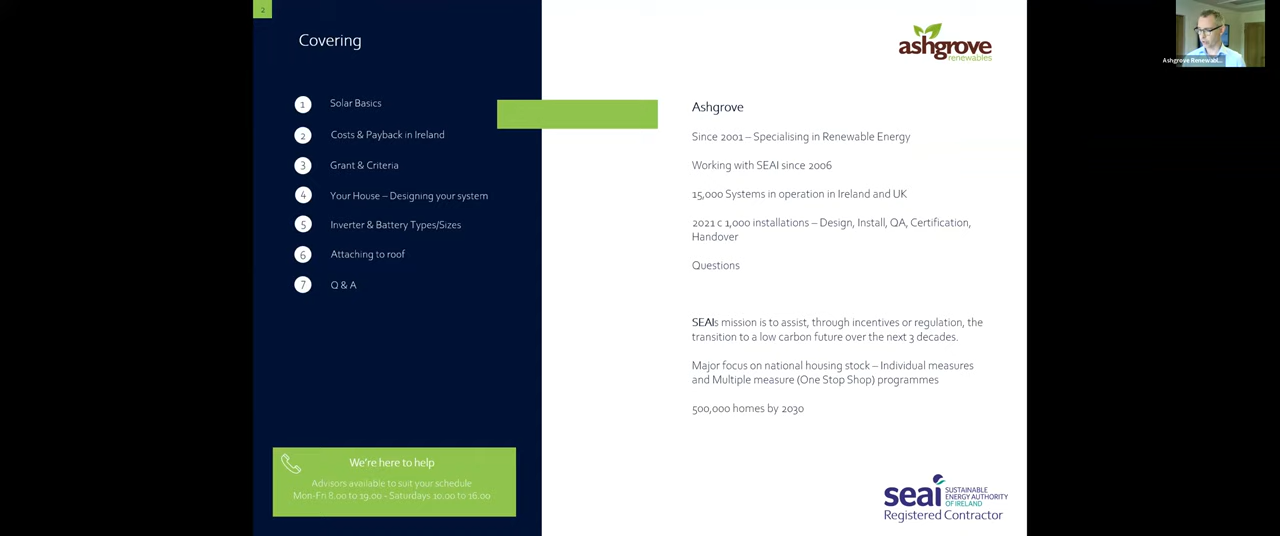 2
Covering
1 Solar Basics
2 Costs & Payback in Ireland
3 Grant & Criteria
4 Your House – Designing your system
5 Inverter & Battery Types/Sizes
6 Attaching to roof
7 Q & A
We're here to help
Advisors available to suit your schedule
Mon-Fri 8.00 to 19.00 - Saturdays 10.00 to 16.00
ashgrove
renewables
Ashgrove
Since 2001 – Specialising in Renewable Energy
Working with SEAI since 2006
15,000 Systems in operation in Ireland and UK
2021 c 1,000 installations – Design, Install, QA, Certification,
Handover
Questions
SEAIs mission is to assist, through incentives or regulation, the
transition to a low carbon future over the next 3 decades.
Major focus on national housing stock – Individual measures
and Multiple measure (One Stop Shop) programmes
500,000 homes by 2030
seai SUSTAINABLE
ENERGY AUTHORITY
OF IRELAND
Registered Contractor
Ashgrove Renewabl...